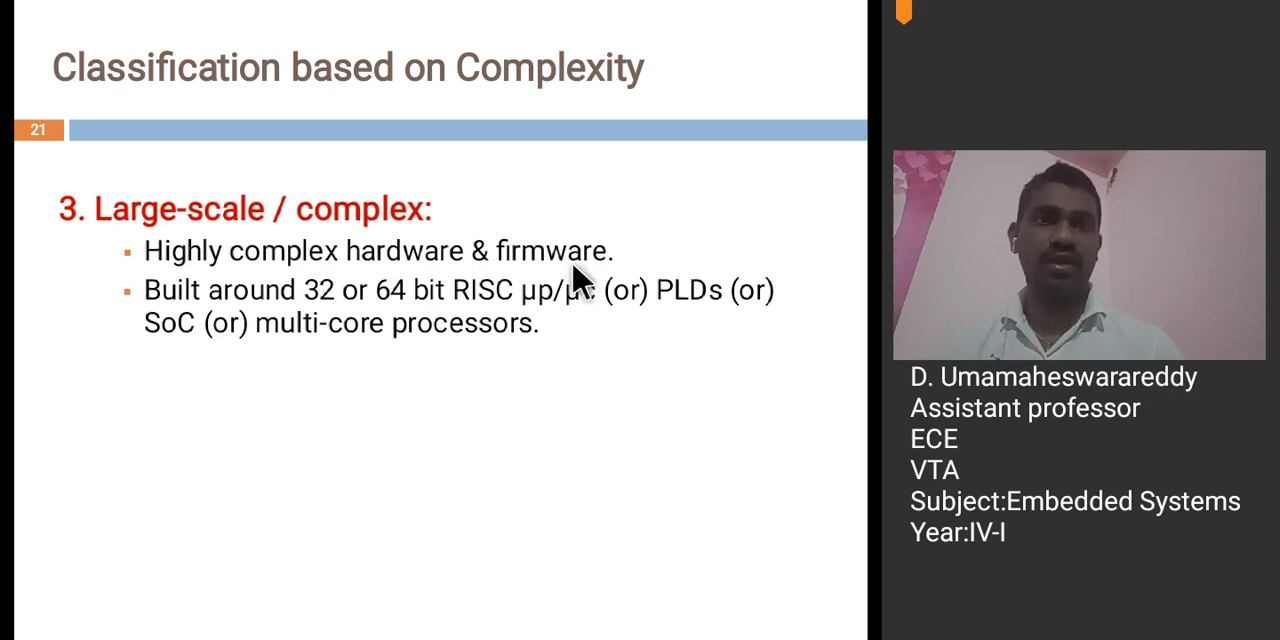 Classification based on Complexity
21
3. Large-scale / complex:
▪ Highly complex hardware & firmware.
▪ Built around 32 or 64 bit RISC µp/µc (or) PLDs (or)
SoC (or) multi-core processors.
D. Umamaheswarareddy
Assistant professor
ECE
VTA
Subject:Embedded Systems
Year:IV-I